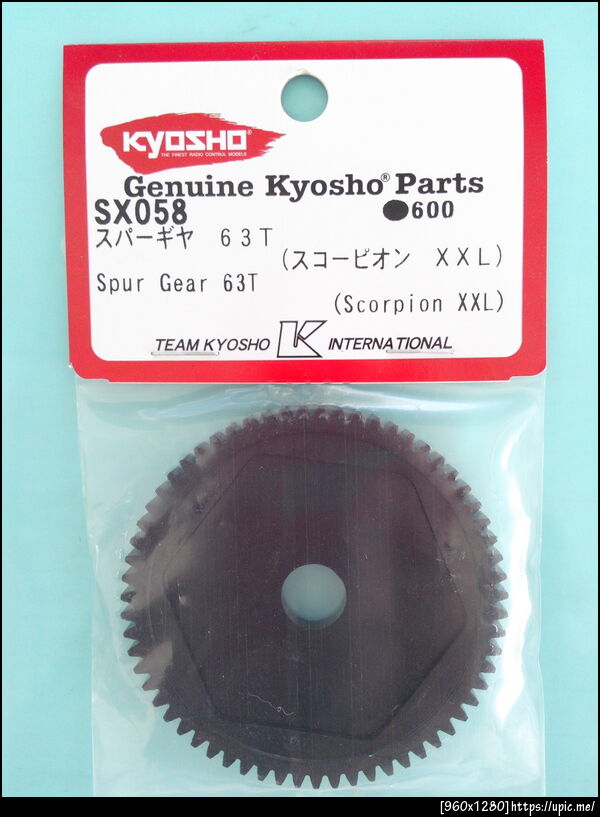 KYOSHO®
THE FINEST RADIO CONTROL MODELS
Genuine Kyosho® Parts
SX058 ●600
スパーギヤ 63T
(スコーピオン XXL)
Spur Gear 63T
(Scorpion XXL)
TEAM KYOSHO K INTERNATIONAL
[960x1280]https://upic.me/